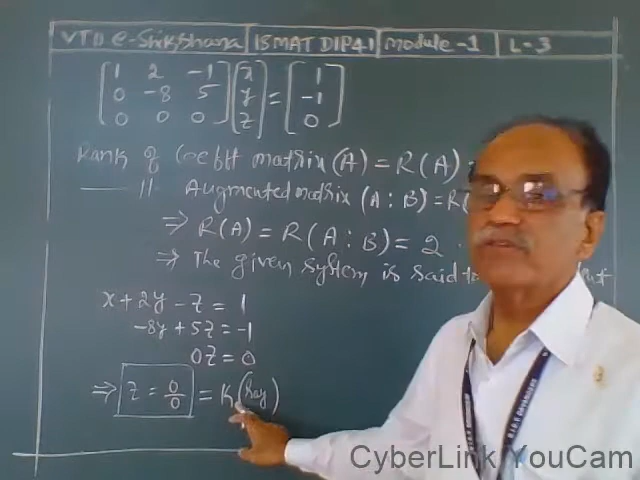 VTU e-Shikshana | 15MAT DIP41 | Module -1 | L-3
[1 2 -1] [x] = [1]
[0 -8 5] [y] = [-1]
[0 0 0] [z] = [0]
Rank of Coefft matrix (A) = R(A) =
—— 11 Augmented matrix (A : B) = R(
⇒ R(A) = R(A : B) = 2
⇒ The given system is said to
x + 2y - z = 1
-8y + 5z = -1
0z = 0
⇒ z = 0/0 = K (say)
CyberLink YouCam